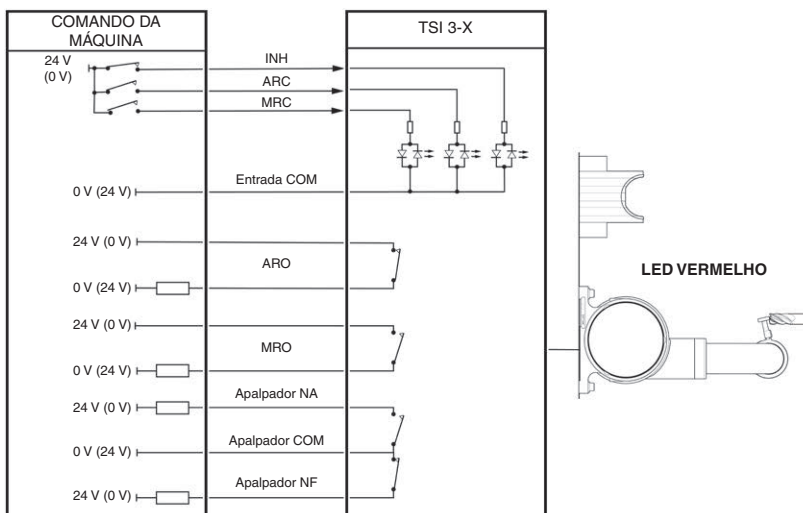 COMANDO DA
MÁQUINA
TSI 3-X
24 V
(0 V)
INH
ARC
MRC
0 V (24 V)
Entrada COM
24 V (0 V)
ARO
0 V (24 V)
24 V (0 V)
MRO
0 V (24 V)
24 V (0 V)
Apalpador NA
0 V (24 V)
Apalpador COM
24 V (0 V)
Apalpador NF
LED VERMELHO